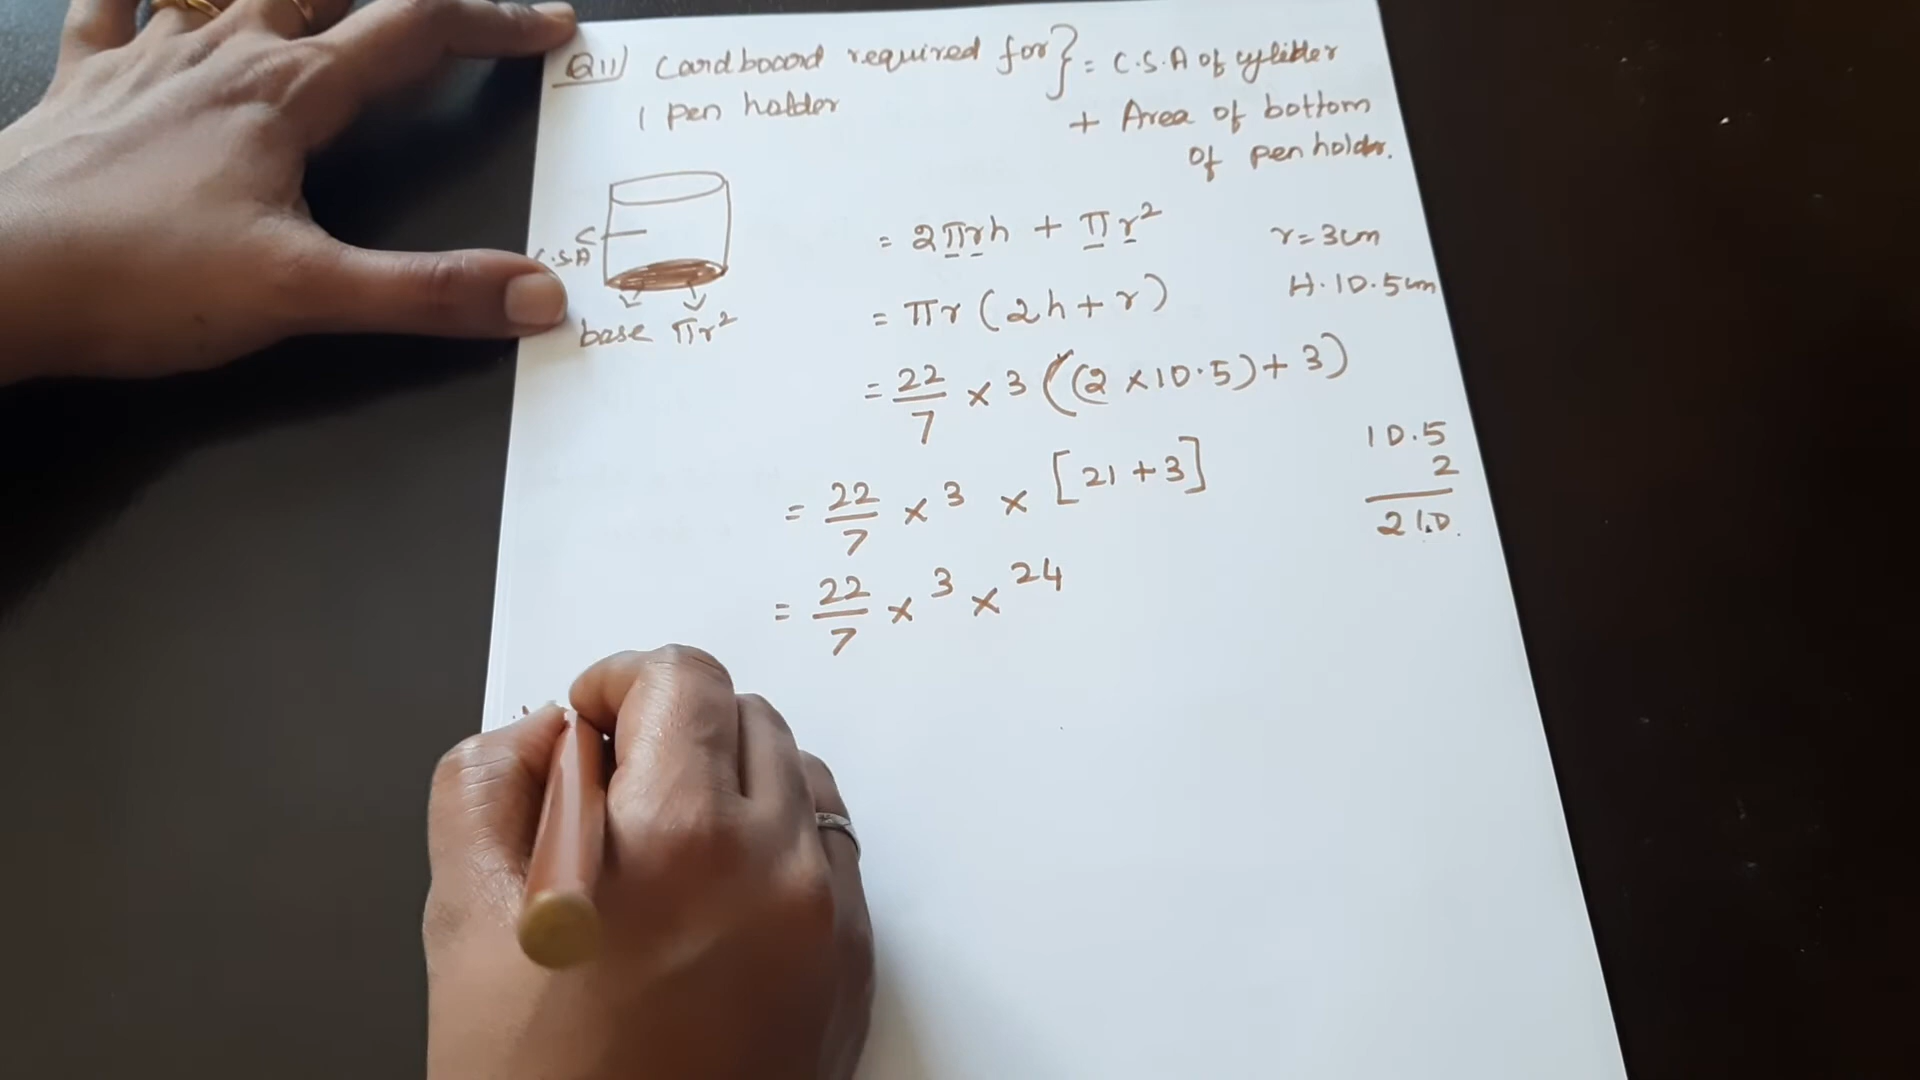 Q11) Cardboard required for } = C.S.A of cylinder
1 pen holder
+ Area of bottom
of pen holder.
C.S.A
base πr²
= 2πrh + πr²
r=3cm
H.10.5cm
= πr (2h+r)
= 22/7 × 3 ((2 ×10.5)+ 3)
= 22/7 × 3 × [21 +3]
10.5
2
21.0.
= 22/7 × 3 × 24